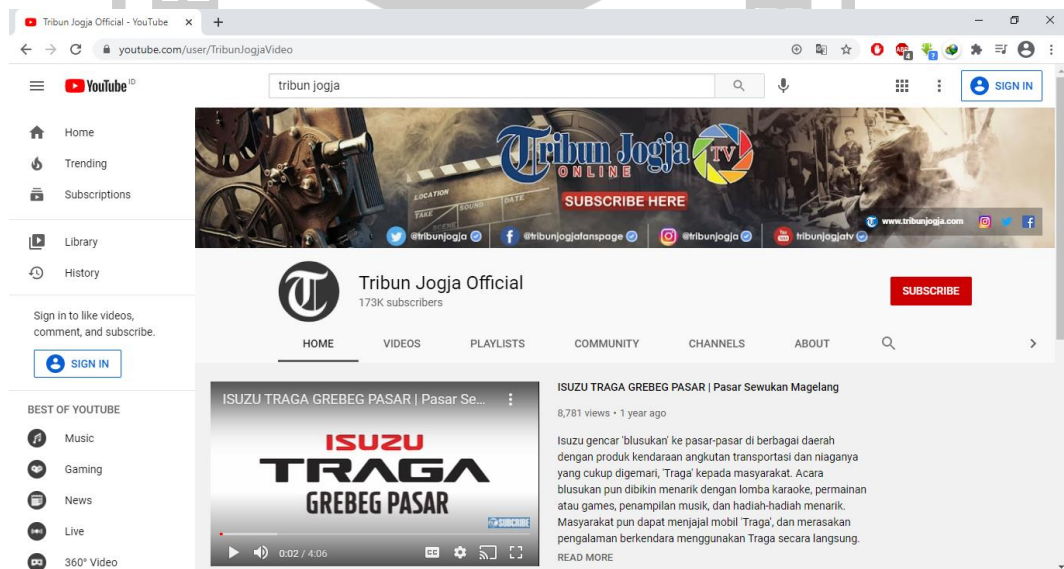 Tribun Jogja Official - YouTube
youtube.com/user/TribunJogjaVideo
YouTube ID
tribun jogja
SIGN IN
Home
Trending
Subscriptions
Library
History
Sign in to like videos,
comment, and subscribe.
SIGN IN
BEST OF YOUTUBE
Music
Gaming
News
Live
360° Video
Tribun Jogja TV
ONLINE
SUBSCRIBE HERE
LOCATION
SOUND
DATE
TAKE
SCENE
www.tribunjogja.com
@tribunjogja
@tribunjogjafanspage
@tribunjogja
tribunjogjatv
Tribun Jogja Official
173K subscribers
SUBSCRIBE
HOME VIDEOS PLAYLISTS COMMUNITY CHANNELS ABOUT
ISUZU TRAGA GREBEG PASAR | Pasar Se...
ISUZU
TRAGA
GREBEG PASAR
SUBSCRIBE
0:02 / 4:06
ISUZU TRAGA GREBEG PASAR | Pasar Sewukan Magelang
8,781 views • 1 year ago
Isuzu gencar 'blusukan' ke pasar-pasar di berbagai daerah
dengan produk kendaraan angkutan transportasi dan niaganya
yang cukup digemari, 'Traga' kepada masyarakat. Acara
blusukan pun dibikin menarik dengan lomba karaoke, permainan
atau games, penampilan musik, dan hadiah-hadiah menarik.
Masyarakat pun dapat menjajal mobil 'Traga', dan merasakan
pengalaman berkendara menggunakan Traga secara langsung.
READ MORE